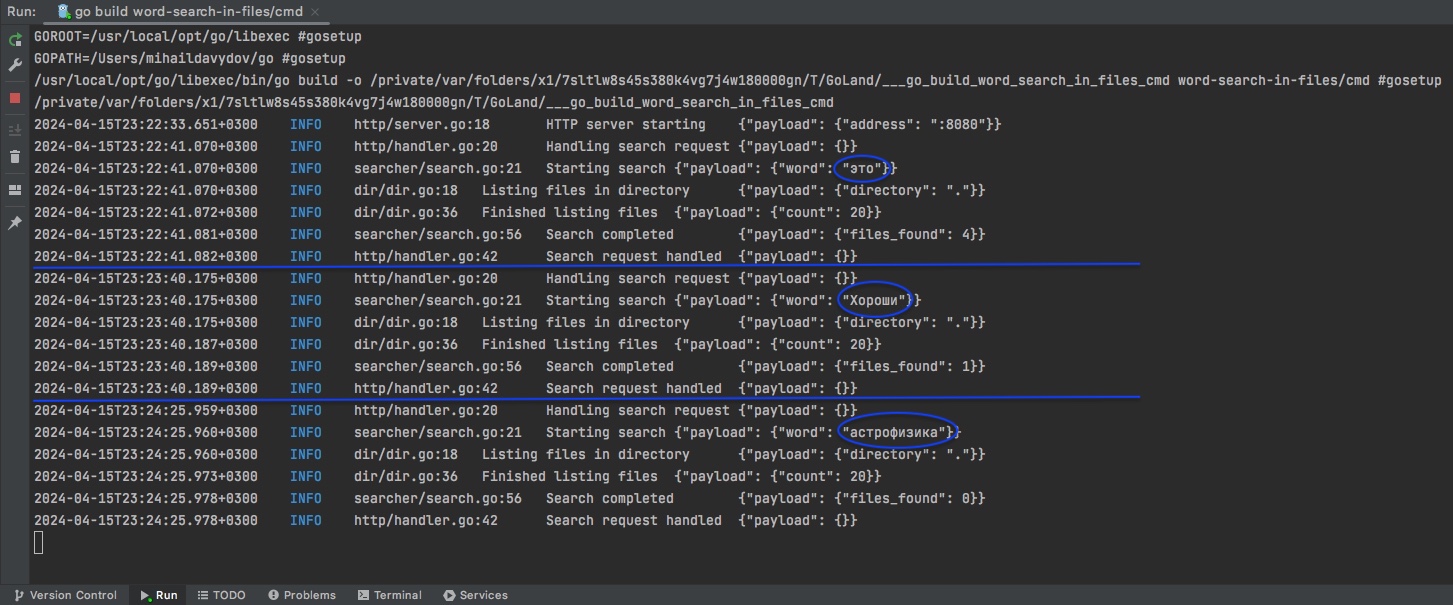 Run: go build word-search-in-files/cmd ×
GOROOT=/usr/local/opt/go/libexec #gosetup
GOPATH=/Users/mihaildavydov/go #gosetup
/usr/local/opt/go/libexec/bin/go build -o /private/var/folders/x1/7sltlw8s45s380k4vg7j4w180000gn/T/GoLand/___go_build_word_search_in_files_cmd word-search-in-files/cmd #gosetup
/private/var/folders/x1/7sltlw8s45s380k4vg7j4w180000gn/T/GoLand/___go_build_word_search_in_files_cmd
2024-04-15T23:22:33.651+0300 INFO http/server.go:18 HTTP server starting {"payload": {"address": ":8080"}}
2024-04-15T23:22:41.070+0300 INFO http/handler.go:20 Handling search request {"payload": {}}
2024-04-15T23:22:41.070+0300 INFO searcher/search.go:21 Starting search {"payload": {"word": "это"}}
2024-04-15T23:22:41.070+0300 INFO dir/dir.go:18 Listing files in directory {"payload": {"directory": "."}}
2024-04-15T23:22:41.072+0300 INFO dir/dir.go:36 Finished listing files {"payload": {"count": 20}}
2024-04-15T23:22:41.081+0300 INFO searcher/search.go:56 Search completed {"payload": {"files_found": 4}}
2024-04-15T23:22:41.082+0300 INFO http/handler.go:42 Search request handled {"payload": {}}
2024-04-15T23:23:40.175+0300 INFO http/handler.go:20 Handling search request {"payload": {}}
2024-04-15T23:23:40.175+0300 INFO searcher/search.go:21 Starting search {"payload": {"word": "Хороши"}}
2024-04-15T23:23:40.175+0300 INFO dir/dir.go:18 Listing files in directory {"payload": {"directory": "."}}
2024-04-15T23:23:40.187+0300 INFO dir/dir.go:36 Finished listing files {"payload": {"count": 20}}
2024-04-15T23:23:40.189+0300 INFO searcher/search.go:56 Search completed {"payload": {"files_found": 1}}
2024-04-15T23:23:40.189+0300 INFO http/handler.go:42 Search request handled {"payload": {}}
2024-04-15T23:24:25.959+0300 INFO http/handler.go:20 Handling search request {"payload": {}}
2024-04-15T23:24:25.960+0300 INFO searcher/search.go:21 Starting search {"payload": {"word": "астрофизика"}}
2024-04-15T23:24:25.960+0300 INFO dir/dir.go:18 Listing files in directory {"payload": {"directory": "."}}
2024-04-15T23:24:25.973+0300 INFO dir/dir.go:36 Finished listing files {"payload": {"count": 20}}
2024-04-15T23:24:25.978+0300 INFO searcher/search.go:56 Search completed {"payload": {"files_found": 0}}
2024-04-15T23:24:25.978+0300 INFO http/handler.go:42 Search request handled {"payload": {}}
Version Control Run TODO Problems Terminal Services